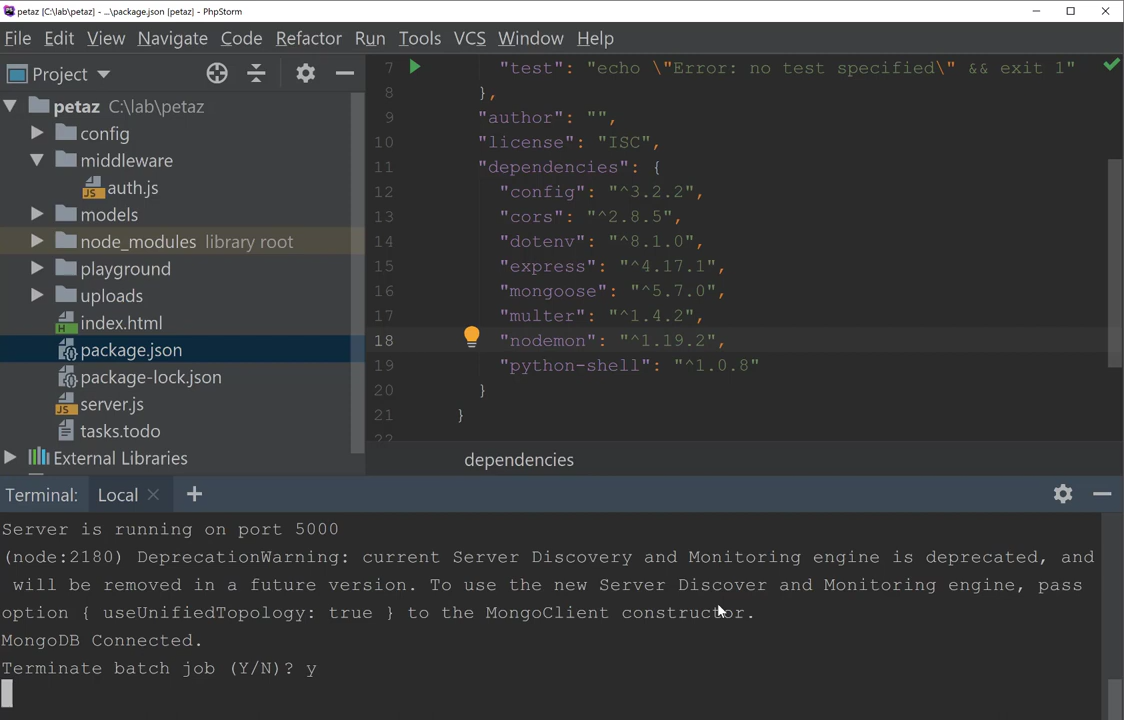 petaz [C:\lab\petaz] - ...\package.json [petaz] - PhpStorm
File Edit View Navigate Code Refactor Run Tools VCS Window Help
Project
petaz C:\lab\petaz
config
middleware
JS auth.js
models
node_modules library root
playground
uploads
H index.html
package.json
package-lock.json
JS server.js
tasks.todo
External Libraries
7 "test": "echo \"Error: no test specified\" && exit 1"
8 },
9 "author": "",
10 "license": "ISC",
11 "dependencies": {
12 "config": "^3.2.2",
13 "cors": "^2.8.5",
14 "dotenv": "^8.1.0",
15 "express": "^4.17.1",
16 "mongoose": "^5.7.0",
17 "multer": "^1.4.2",
18 "nodemon": "^1.19.2",
19 "python-shell": "^1.0.8"
20 }
21 }
22
dependencies
Terminal: Local
Server is running on port 5000
(node:2180) DeprecationWarning: current Server Discovery and Monitoring engine is deprecated, and
will be removed in a future version. To use the new Server Discover and Monitoring engine, pass
option { useUnifiedTopology: true } to the MongoClient constructor.
MongoDB Connected.
Terminate batch job (Y/N)? y